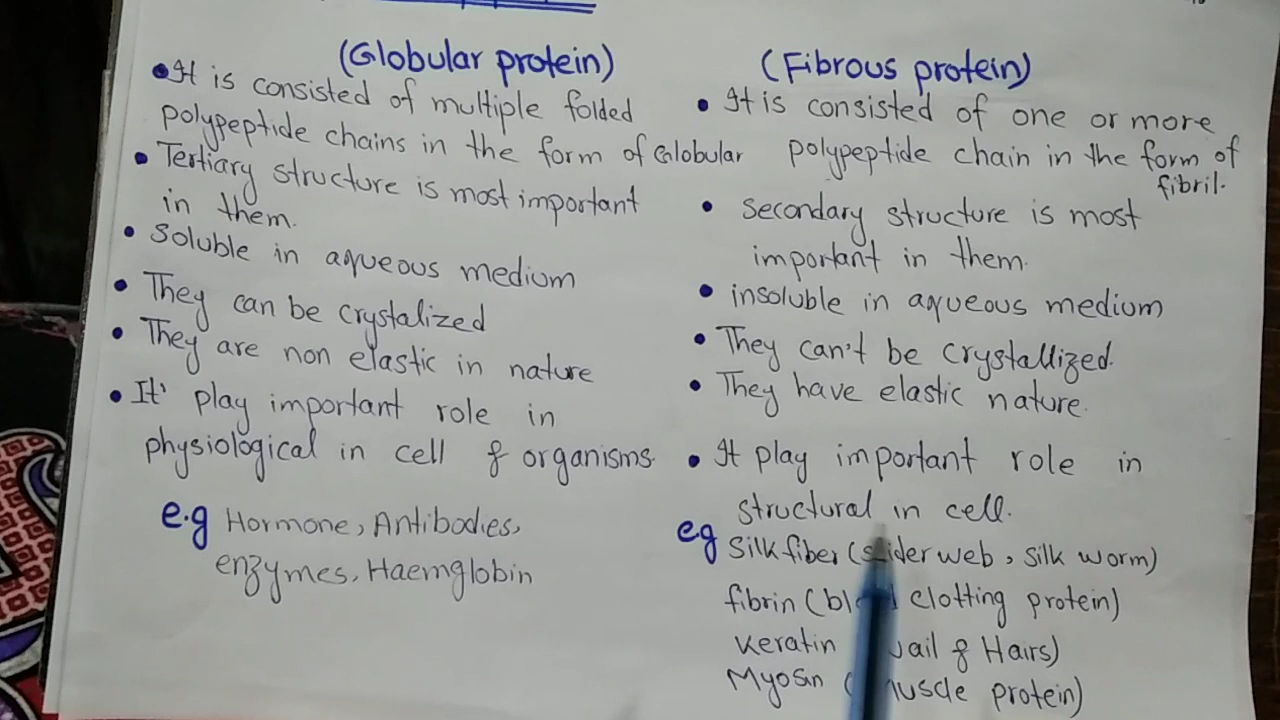 (Globular protein)
• It is consisted of multiple folded
polypeptide chains in the form of Globular
• Tertiary structure is most important
in them.
• Soluble in aqueous medium
• They can be crystalized
• They are non elastic in nature
• It' play important role in
physiological in cell & organisms
e.g Hormone, Antibodies,
enzymes, Haemglobin
(Fibrous protein)
• It is consisted of one or more
polypeptide chain in the form of
fibril.
• Secondary structure is most
important in them.
• insoluble in aqueous medium
• They can't be crystallized.
• They have elastic nature.
• It play important role in
structural in cell.
eg Silk fiber (spider web, silk worm)
fibrin ( clotting protein)
Keratin & Hairs)
Myosin ( protein)